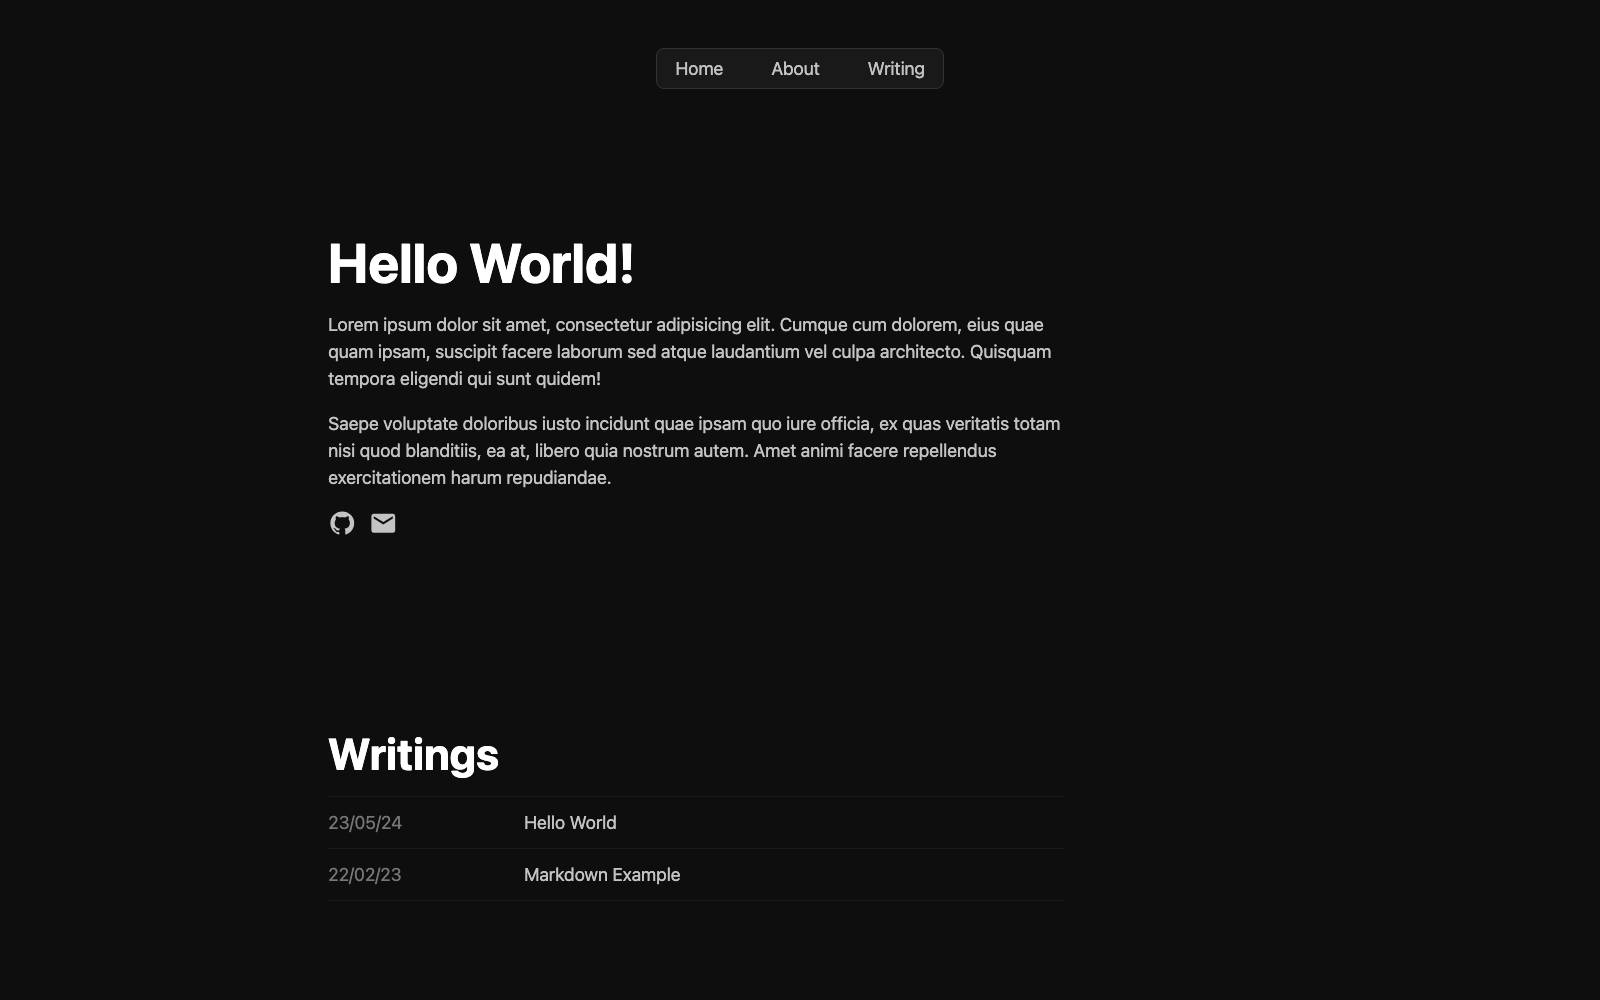 Home About Writing
Hello World!
Lorem ipsum dolor sit amet, consectetur adipisicing elit. Cumque cum dolorem, eius quae
quam ipsam, suscipit facere laborum sed atque laudantium vel culpa architecto. Quisquam
tempora eligendi qui sunt quidem!
Saepe voluptate doloribus iusto incidunt quae ipsam quo iure officia, ex quas veritatis totam
nisi quod blanditiis, ea at, libero quia nostrum autem. Amet animi facere repellendus
exercitationem harum repudiandae.
Writings
23/05/24 Hello World
22/02/23 Markdown Example